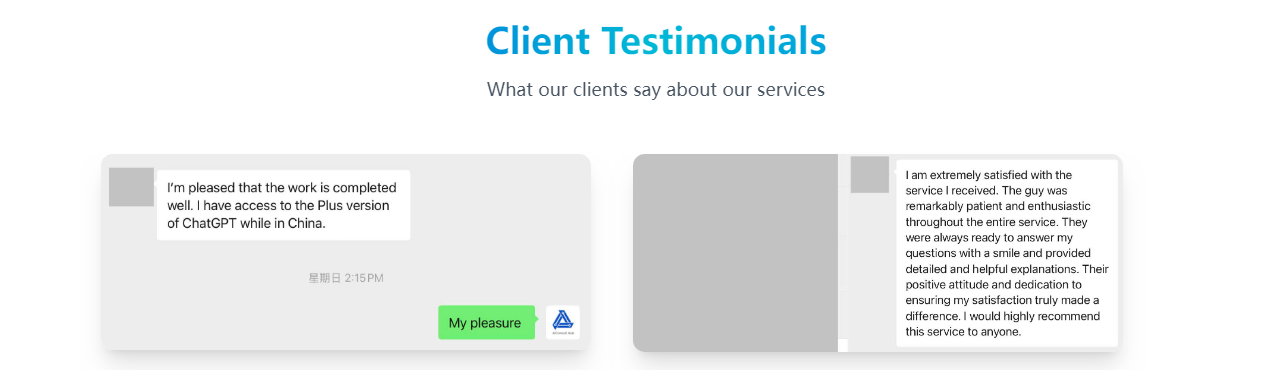 Client Testimonials
What our clients say about our services
I'm pleased that the work is completed
well. I have access to the Plus version
of ChatGPT while in China.
星期日 2:15PM
My pleasure
I am extremely satisfied with the
service I received. The guy was
remarkably patient and enthusiastic
throughout the entire service. They
were always ready to answer my
questions with a smile and provided
detailed and helpful explanations. Their
positive attitude and dedication to
ensuring my satisfaction truly made a
difference. I would highly recommend
this service to anyone.